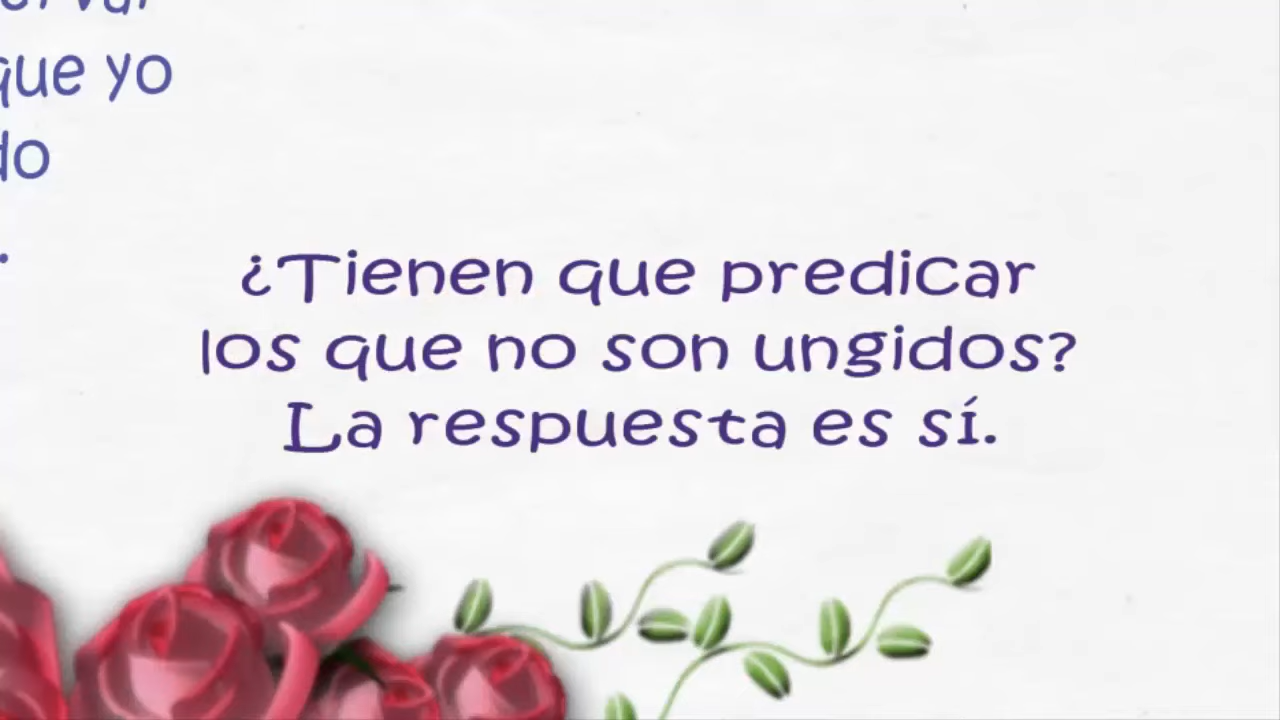 que yo
¿Tienen que predicar
los que no son ungidos?
La respuesta es sí.